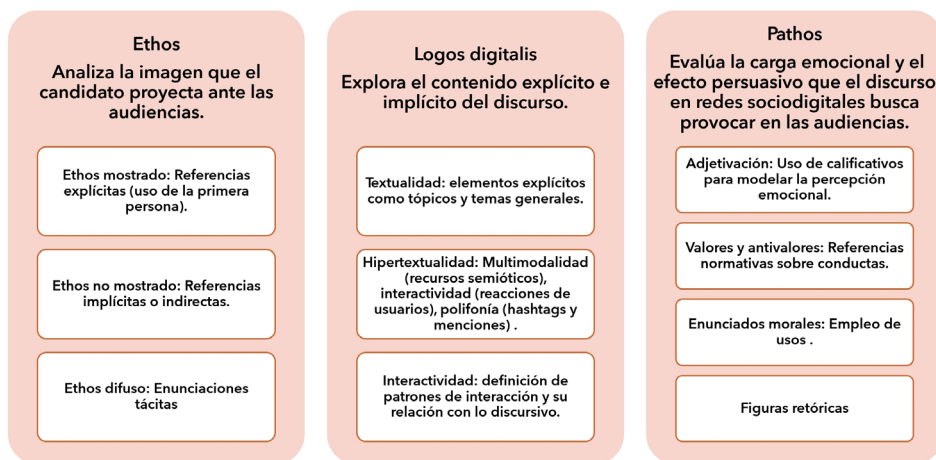 Ethos
Analiza la imagen que el
candidato proyecta ante las
audiencias.
Ethos mostrado: Referencias
explícitas (uso de la primera
persona).
Ethos no mostrado: Referencias
implícitas o indirectas.
Ethos difuso: Enunciaciones
tácitas
Logos digitalis
Explora el contenido explícito e
implícito del discurso.
Textualidad: elementos explícitos
como tópicos y temas generales.
Hipertextualidad: Multimodalidad
(recursos semióticos),
interactividad (reacciones de
usuarios), polifonía (hashtags y
menciones) .
Interactividad: definición de
patrones de interacción y su
relación con lo discursivo.
Pathos
Evalúa la carga emocional y el
efecto persuasivo que el discurso
en redes sociodigitales busca
provocar en las audiencias.
Adjetivación: Uso de calificativos
para modelar la percepción
emocional.
Valores y antivalores: Referencias
normativas sobre conductas.
Enunciados morales: Empleo de
usos .
Figuras retóricas